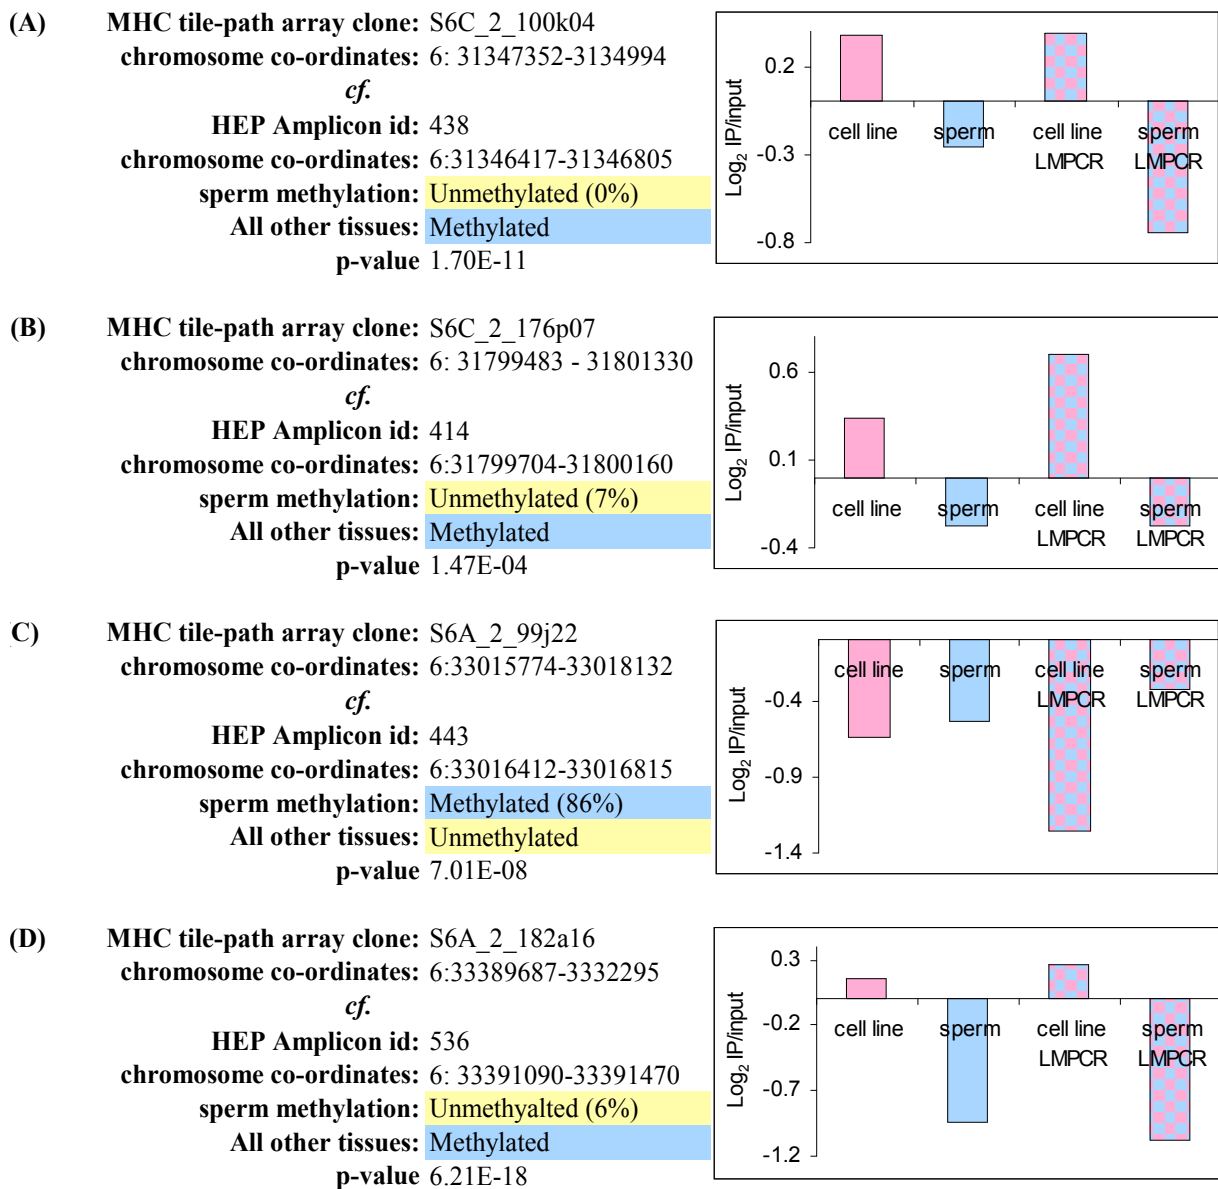 (A) MHC tile-path array clone: S6C_2_100k04
chromosome co-ordinates: 6: 31347352-3134994
cf.
HEP Amplicon id: 438
chromosome co-ordinates: 6:31346417-31346805
sperm methylation: Unmethylated (0%)
All other tissues: Methylated
p-value 1.70E-11
Log2 IP/input
0.2
-0.3
-0.8
cell line
sperm
cell line LMPCR
sperm LMPCR
(B) MHC tile-path array clone: S6C_2_176p07
chromosome co-ordinates: 6: 31799483 - 31801330
cf.
HEP Amplicon id: 414
chromosome co-ordinates: 6:31799704-31800160
sperm methylation: Unmethylated (7%)
All other tissues: Methylated
p-value 1.47E-04
Log2 IP/input
0.6
0.1
-0.4
cell line
sperm
cell line LMPCR
sperm LMPCR
C) MHC tile-path array clone: S6A_2_99j22
chromosome co-ordinates: 6:33015774-33018132
cf.
HEP Amplicon id: 443
chromosome co-ordinates: 6:33016412-33016815
sperm methylation: Methylated (86%)
All other tissues: Unmethylated
p-value 7.01E-08
Log2 IP/input
-0.4
-0.9
-1.4
cell line
sperm
cell line LMPCR
sperm LMPCR
(D) MHC tile-path array clone: S6A_2_182a16
chromosome co-ordinates: 6:33389687-3332295
cf.
HEP Amplicon id: 536
chromosome co-ordinates: 6: 33391090-33391470
sperm methylation: Unmethyalted (6%)
All other tissues: Methylated
p-value 6.21E-18
Log2 IP/input
0.3
-0.2
-0.7
-1.2
cell line
sperm
cell line LMPCR
sperm LMPCR